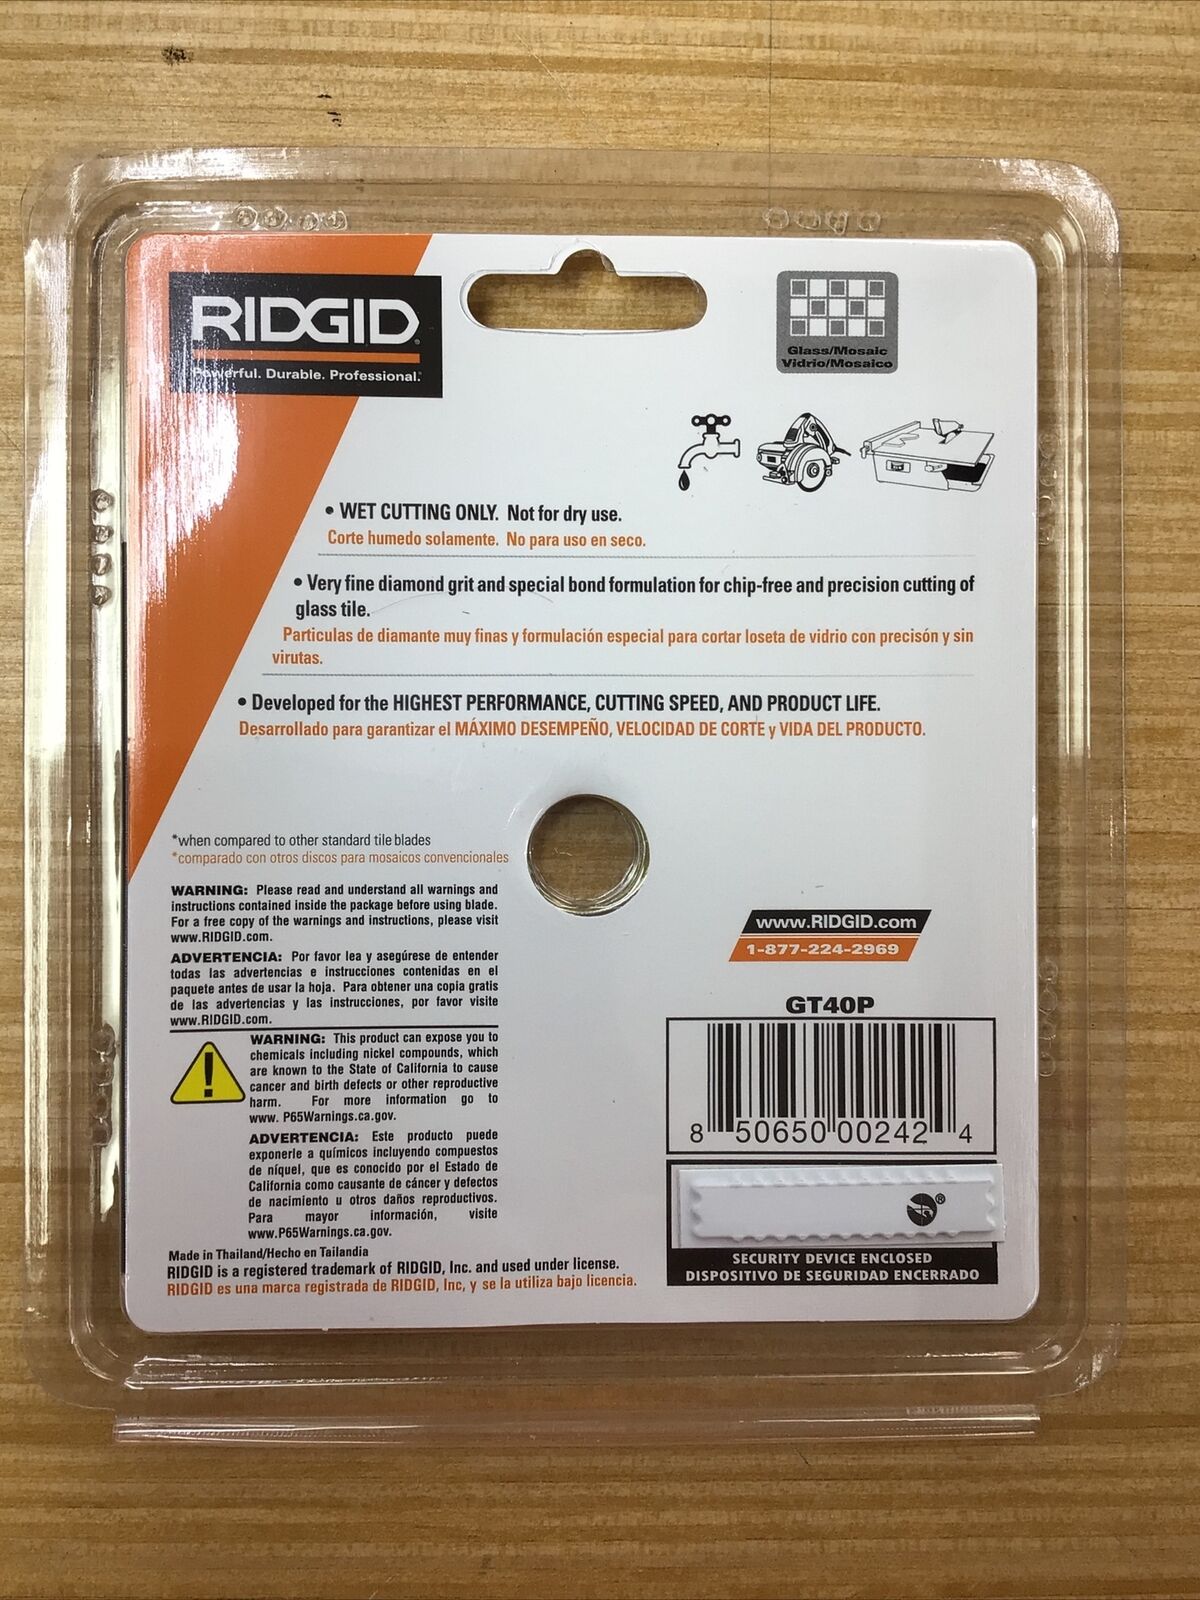 RIDGID®
Powerful. Durable. Professional.®
Glass/Mosaic
Vidrio/Mosaico
• WET CUTTING ONLY. Not for dry use.
Corte humedo solamente. No para uso en seco.
• Very fine diamond grit and special bond formulation for chip-free and precision cutting of
glass tile.
Particulas de diamante muy finas y formulación especial para cortar loseta de vidrio con precisón y sin
virutas.
• Developed for the HIGHEST PERFORMANCE, CUTTING SPEED, AND PRODUCT LIFE.
Desarrollado para garantizar el MÁXIMO DESEMPEÑO, VELOCIDAD DE CORTE y VIDA DEL PRODUCTO.
*when compared to other standard tile blades
*comparado con otros discos para mosaicos convencionales
WARNING: Please read and understand all warnings and
instructions contained inside the package before using blade.
For a free copy of the warnings and instructions, please visit
www.RIDGID.com.
ADVERTENCIA: Por favor lea y asegúrese de entender
todas las advertencias e instrucciones contenidas en el
paquete antes de usar la hoja. Para obtener una copia gratis
de las advertencias y las instrucciones, por favor visite
www.RIDGID.com.
WARNING: This product can expose you to
chemicals including nickel compounds, which
are known to the State of California to cause
cancer and birth defects or other reproductive
harm. For more information go to
www. P65Warnings.ca.gov.
ADVERTENCIA: Este producto puede
exponerle a químicos incluyendo compuestos
de níquel, que es conocido por el Estado de
California como causante de cáncer y defectos
de nacimiento u otros daños reproductivos.
Para mayor información, visite
www.P65Warnings.ca.gov.
Made in Thailand/Hecho en Tailandia
RIDGID is a registered trademark of RIDGID, Inc. and used under license.
RIDGID es una marca registrada de RIDGID, Inc, y se la utiliza bajo licencia.
www.RIDGID.com
1-877-224-2969
GT40P
8 50650 00242 4
®
SECURITY DEVICE ENCLOSED
DISPOSITIVO DE SEGURIDAD ENCERRADO